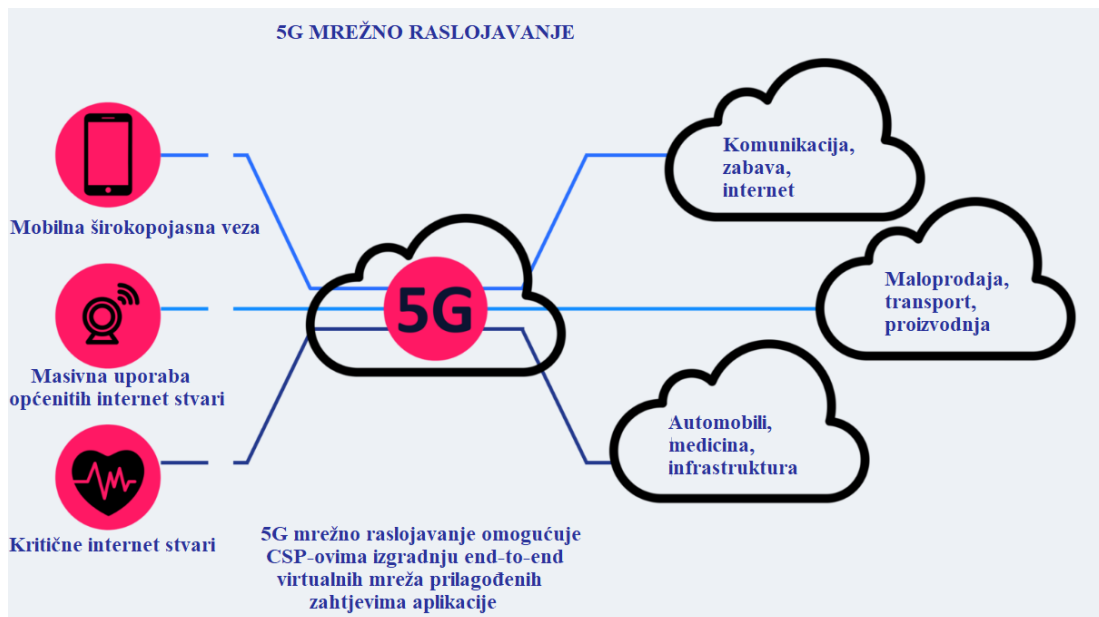 5G MREŽNO RASLOJAVANJE
Mobilna širokopojasna veza
Masivna uporaba
općenitih internet stvari
Kritične internet stvari
5G
Komunikacija,
zabava,
internet
Maloprodaja,
transport,
proizvodnja
Automobili,
medicina,
infrastruktura
5G mrežno raslojavanje omogućuje
CSP-ovima izgradnju end-to-end
virtualnih mreža prilagođenih
zahtjevima aplikacije